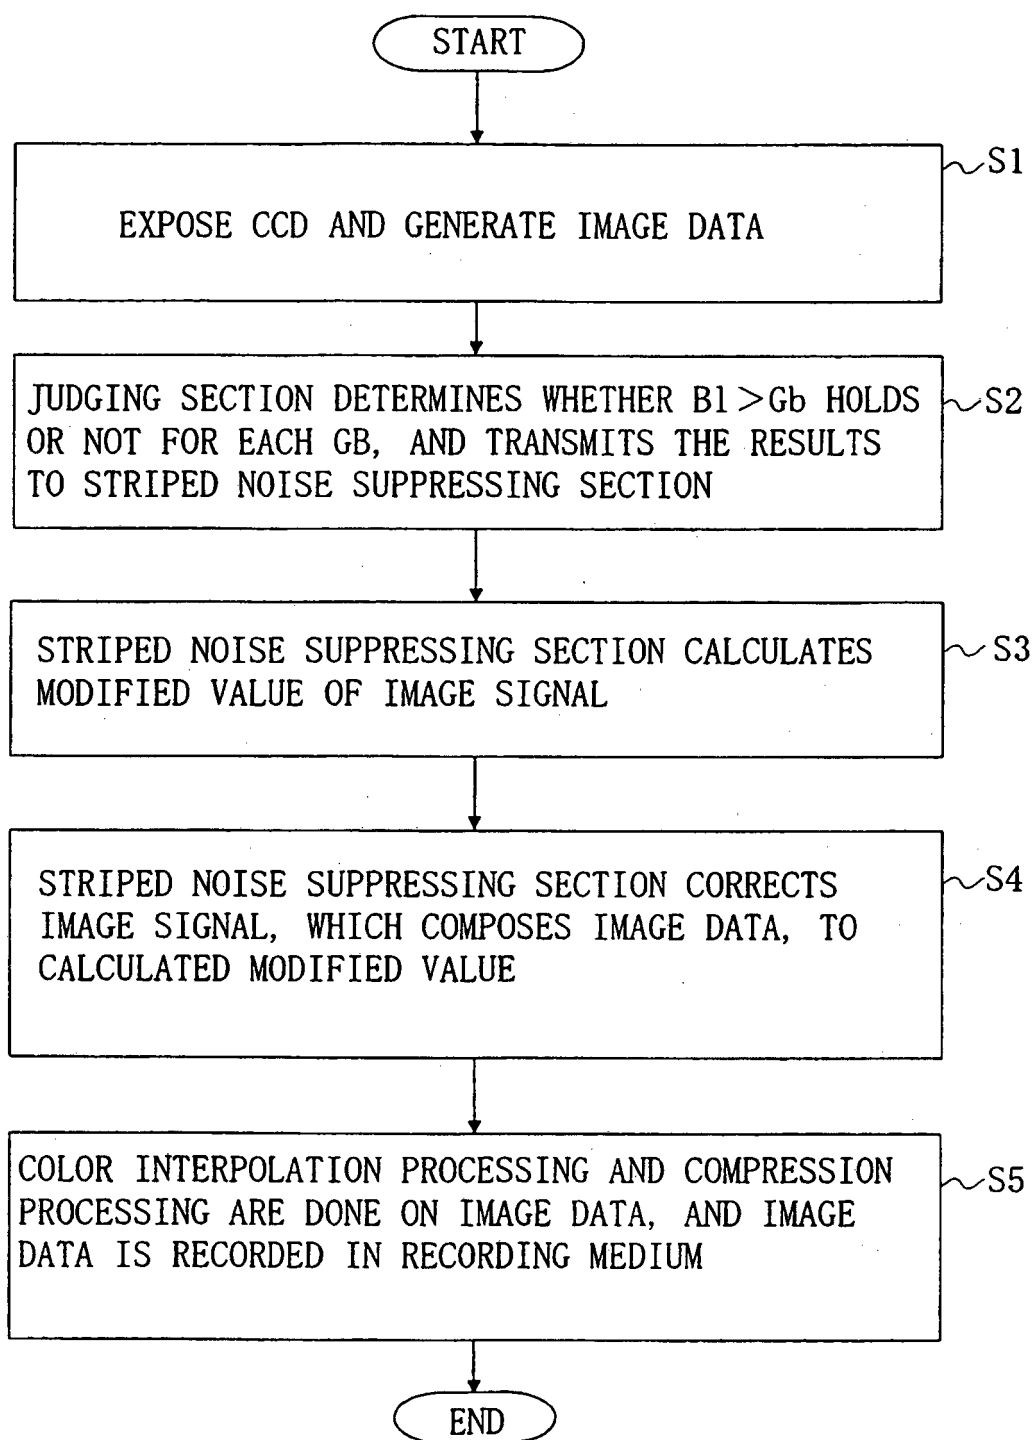 START
S1
EXPOSE CCD AND GENERATE IMAGE DATA
JUDGING SECTION DETERMINES WHETHER Bl>Gb HOLDS
OR NOT FOR EACH GB, AND TRANSMITS THE RESULTS
TO STRIPED NOISE SUPPRESSING SECTION
S2
STRIPED NOISE SUPPRESSING SECTION CALCULATES
MODIFIED VALUE OF IMAGE SIGNAL
S3
STRIPED NOISE SUPPRESSING SECTION CORRECTS
IMAGE SIGNAL, WHICH COMPOSES IMAGE DATA, TO
CALCULATED MODIFIED VALUE
S4
COLOR INTERPOLATION PROCESSING AND COMPRESSION
PROCESSING ARE DONE ON IMAGE DATA, AND IMAGE
DATA IS RECORDED IN RECORDING MEDIUM
S5
END